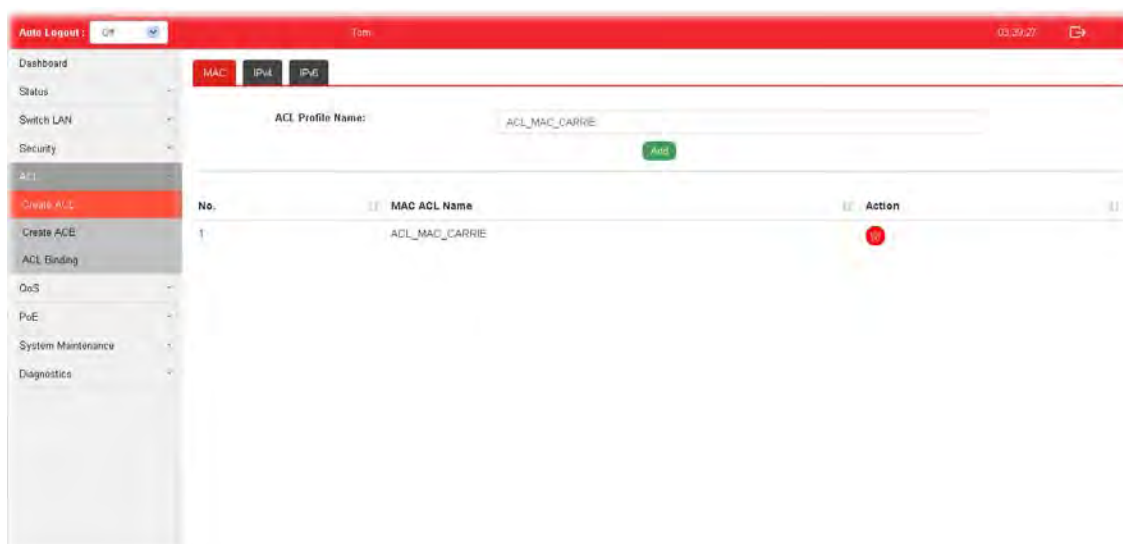 Auto Logout : Off Tom 03:39:27
Dashboard
Status
Switch LAN
Security
ACL
Create ACL
Create ACE
ACL Binding
QoS
PoE
System Maintenance
Diagnostics
MAC IPv4 IPv6
ACL Profile Name: ACL_MAC_CARRIE
Add
No. MAC ACL Name Action
1 ACL_MAC_CARRIE